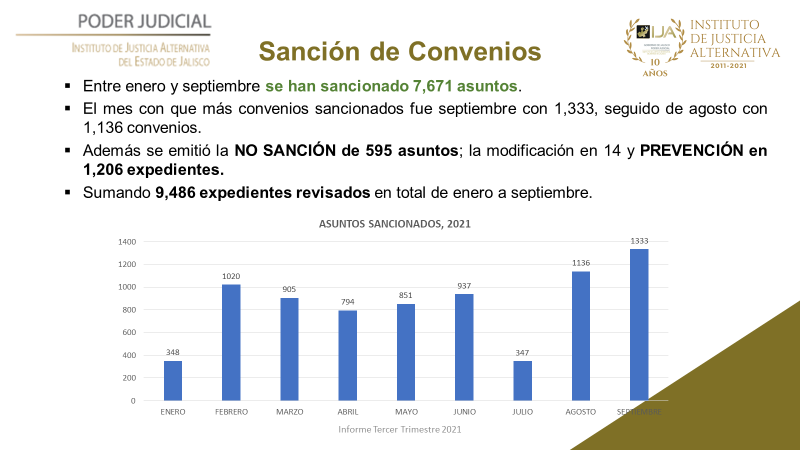 PODER JUDICIAL
INSTITUTO DE JUSTICIA ALTERNATIVA
DEL ESTADO DE JALISCO
IJA
10
AÑOS
INSTITUTO
DE JUSTICIA
ALTERNATIVA
2011-2021
Sanción de Convenios
▪ Entre enero y septiembre se han sancionado 7,671 asuntos.
▪ El mes con que más convenios sancionados fue septiembre con 1,333, seguido de agosto con
1,136 convenios.
▪ Además se emitió la NO SANCIÓN de 595 asuntos; la modificación en 14 y PREVENCIÓN en
1,206 expedientes.
▪ Sumando 9,486 expedientes revisados en total de enero a septiembre.
ASUNTOS SANCIONADOS, 2021
1400
1200
1000
800
600
400
200
0
348
1020
905
794
851
937
347
1136
1333
ENERO FEBRERO MARZO ABRIL MAYO JUNIO JULIO AGOSTO SEPTIEMBRE
Informe Tercer Trimestre 2021